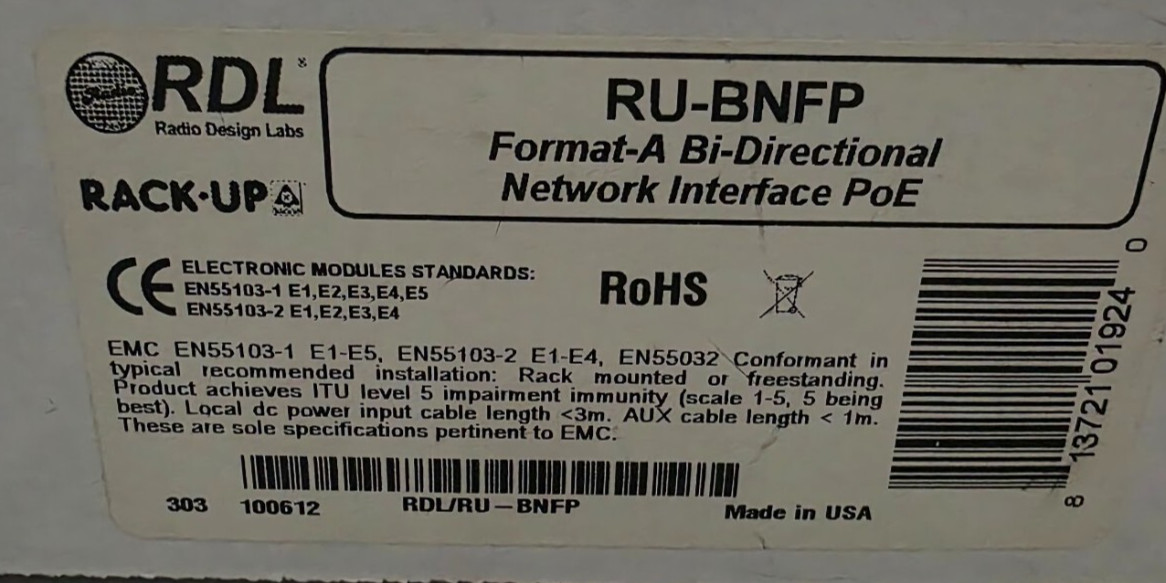 RDL®
Radio Design Labs
RACK·UP
RU-BNFP
Format-A Bi-Directional
Network Interface PoE
CE
ELECTRONIC MODULES STANDARDS:
EN55103-1 E1,E2,E3,E4,E5
EN55103-2 E1,E2,E3,E4
RoHS
EMC EN55103-1 E1-E5, EN55103-2 E1-E4, EN55032 Conformant in
typical recommended installation: Rack mounted or freestanding.
Product achieves ITU level 5 impairment immunity (scale 1-5, 5 being
best). Local dc power input cable length <3m. AUX cable length < 1m.
These are sole specifications pertinent to EMC.
8 13721 01924 0
303 100612 RDL/RU-BNFP
Made in USA